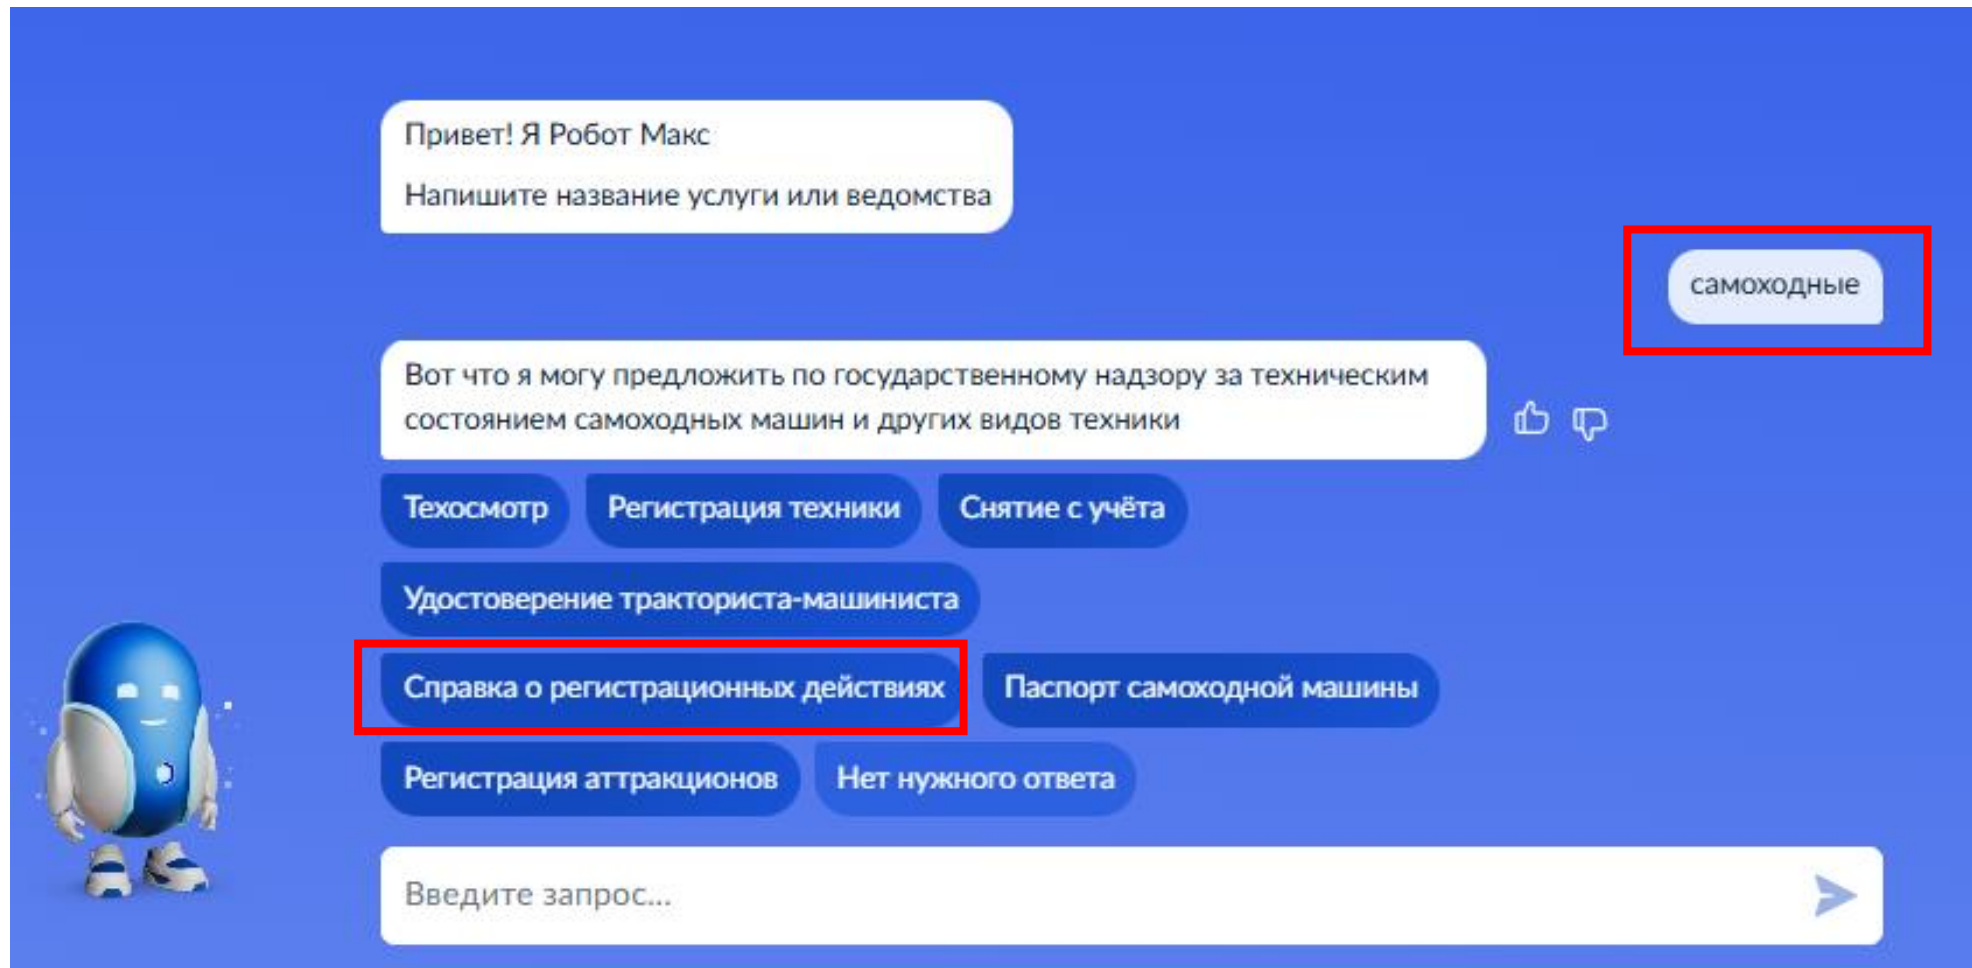 Привет! Я Робот Макс
Напишите название услуги или ведомства
самоходные
Вот что я могу предложить по государственному надзору за техническим
состоянием самоходных машин и других видов техники
Техосмотр Регистрация техники Снятие с учёта
Удостоверение тракториста-машиниста
Справка о регистрационных действиях Паспорт самоходной машины
Регистрация аттракционов Нет нужного ответа
Введите запрос...